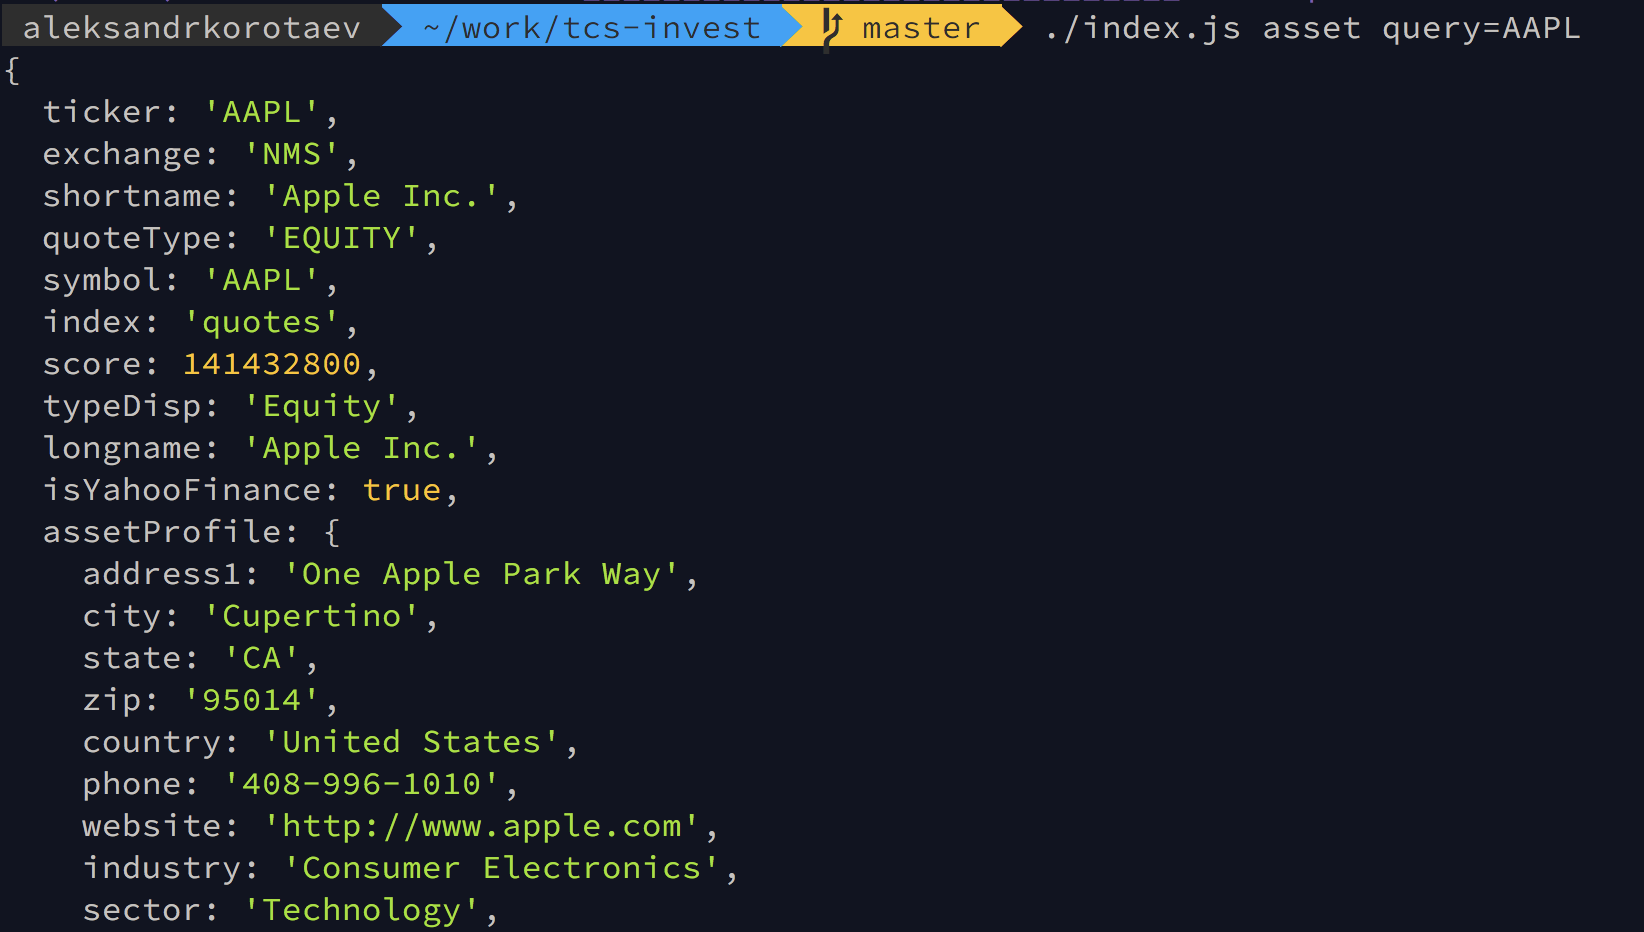 aleksandrkorotaev ~/work/tcs-invest master ./index.js asset query=AAPL
{
  ticker: 'AAPL',
  exchange: 'NMS',
  shortname: 'Apple Inc.',
  quoteType: 'EQUITY',
  symbol: 'AAPL',
  index: 'quotes',
  score: 141432800,
  typeDisp: 'Equity',
  longname: 'Apple Inc.',
  isYahooFinance: true,
  assetProfile: {
    address1: 'One Apple Park Way',
    city: 'Cupertino',
    state: 'CA',
    zip: '95014',
    country: 'United States',
    phone: '408-996-1010',
    website: 'http://www.apple.com',
    industry: 'Consumer Electronics',
    sector: 'Technology',